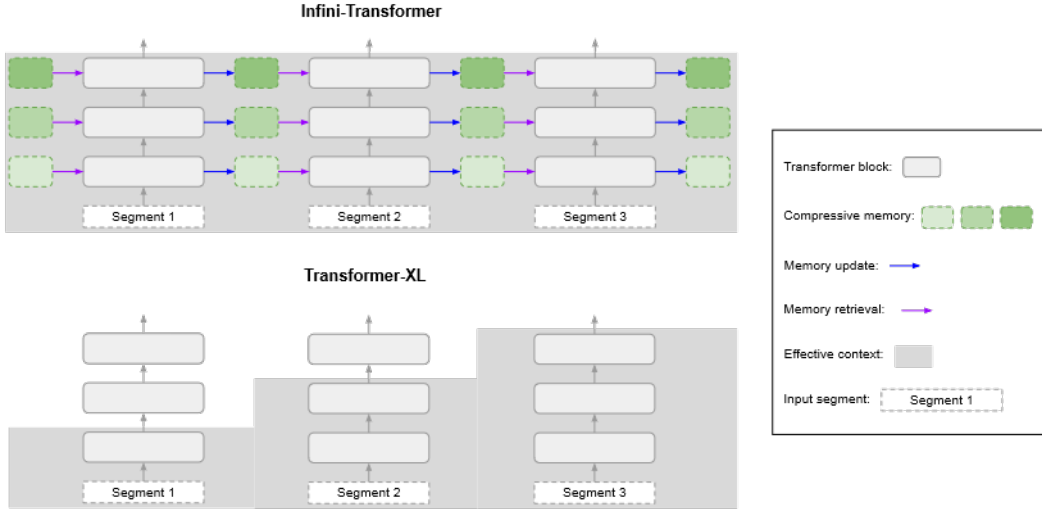 Infini-Transformer
Segment 1
Segment 2
Segment 3
Transformer-XL
Segment 1
Segment 2
Segment 3
Transformer block:
Compressive memory:
Memory update:
Memory retrieval:
Effective context:
Input segment: Segment 1